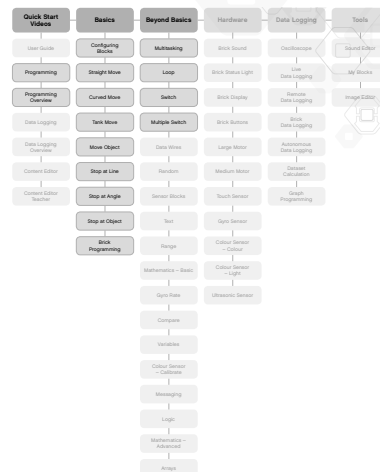 Quick Start
Videos
User Guide
Programming
Programming
Overview
Data Logging
Data Logging
Overview
Content Editor
Content Editor
Teacher
Basics
Configuring
Blocks
Straight Move
Curved Move
Tank Move
Move Object
Stop at Line
Stop at Angle
Stop at Object
Brick
Programming
Beyond Basics
Multitasking
Loop
Switch
Multiple Switch
Data Wires
Random
Sensor Blocks
Text
Range
Mathematics – Basic
Gyro Rate
Compare
Variables
Colour Sensor
– Calibrate
Messaging
Logic
Mathematics –
Advanced
Arrays
Hardware
Brick Sound
Brick Status Light
Brick Display
Brick Buttons
Large Motor
Medium Motor
Touch Sensor
Gyro Sensor
Colour Sensor
– Colour
Colour Sensor
– Light
Ultrasonic Sensor
Data Logging
Oscilloscope
Live
Data Logging
Remote
Data Logging
Brick
Data Logging
Autonomous
Data Logging
Dataset
Calculation
Graph
Programming
Tools
Sound Editor
My Blocks
Image Editor